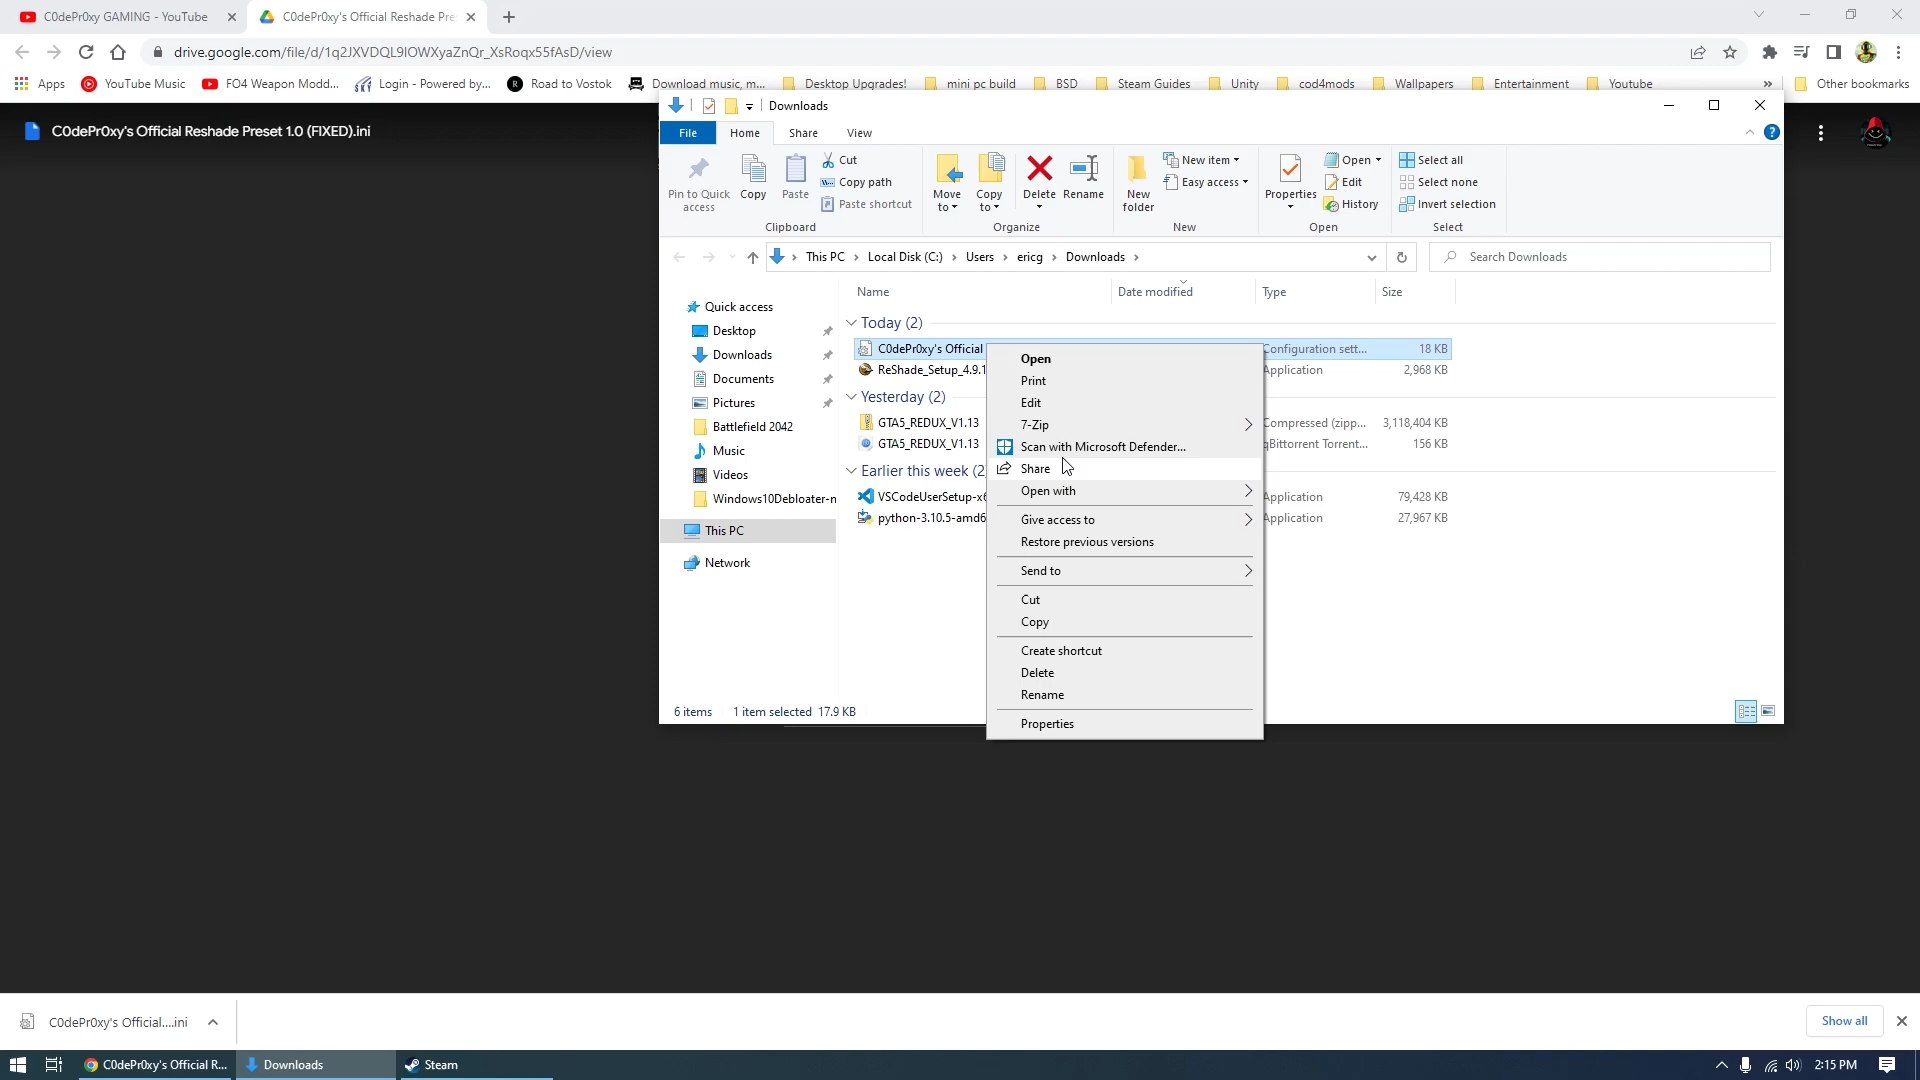 C0dePr0xy GAMING - YouTube
C0dePr0xy's Official Reshade Pre
drive.google.com/file/d/1q2JXVDQL9lOWXyaZnQr_XsRoqx55fAsD/view
Apps YouTube Music FO4 Weapon Modd... Login - Powered by... Road to Vostok Download music, m... Desktop Upgrades! mini pc build BSD Steam Guides Unity cod4mods Wallpapers Entertainment Youtube » Other bookmarks
C0dePr0xy's Official Reshade Preset 1.0 (FIXED).ini
Downloads
File Home Share View
Pin to Quick access
Copy
Paste
Cut
Copy path
Paste shortcut
Clipboard
Move to
Copy to
Delete
Rename
Organize
New folder
New item
Easy access
New
Properties
Open
Edit
History
Open
Select all
Select none
Invert selection
Select
This PC > Local Disk (C:) > Users > ericg > Downloads >
Search Downloads
Quick access
Desktop
Downloads
Documents
Pictures
Battlefield 2042
Music
Videos
Windows10Debloater-n
This PC
Network
Name Date modified Type Size
Today (2)
C0dePr0xy's Official Configuration sett... 18 KB
ReShade_Setup_4.9.1 Application 2,968 KB
Yesterday (2)
GTA5_REDUX_V1.13 Compressed (zipp... 3,118,404 KB
GTA5_REDUX_V1.13 qBittorrent Torrent... 156 KB
Earlier this week (2
VSCodeUserSetup-x6 Application 79,428 KB
python-3.10.5-amd6 Application 27,967 KB
Open
Print
Edit
7-Zip
Scan with Microsoft Defender...
Share
Open with
Give access to
Restore previous versions
Send to
Cut
Copy
Create shortcut
Delete
Rename
Properties
6 items 1 item selected 17.9 KB
C0dePr0xy's Official....ini
Show all
C0dePr0xy's Official R... Downloads Steam 2:15 PM